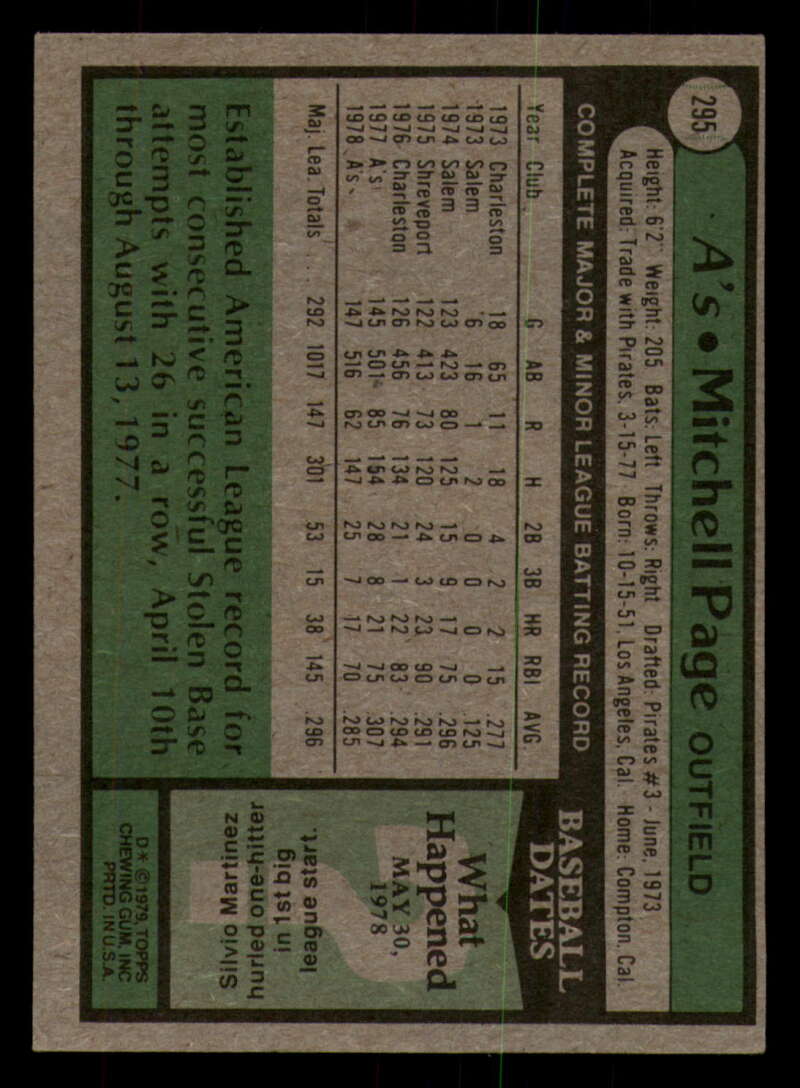 295
A's • Mitchell Page OUTFIELD
Height: 6'2" Weight: 205 Bats: Left Throws: Right Drafted: Pirates #3 - June, 1973
Acquired: Trade with Pirates, 3-15-77 Born: 10-15-51, Los Angeles, Cal. Home: Compton, Cal.
COMPLETE MAJOR & MINOR LEAGUE BATTING RECORD
Year Club G AB R H 2B 3B HR RBI AVG
1973 Charleston 18 65 11 18 4 2 2 15 .277
1973 Salem 6 16 1 2 0 0 0 0 .125
1974 Salem 123 423 80 125 15 9 17 75 .296
1975 Shreveport 122 413 73 120 24 3 23 90 .291
1976 Charleston 126 456 76 134 21 1 22 83 .294
1977 A's 145 501 85 154 28 8 21 75 .307
1978 A's 147 516 62 147 25 7 17 70 .285
Maj. Lea Totals .... 292 1017 147 301 53 15 38 145 .296
Established American League record for
most consecutive successful Stolen Base
attempts with 26 in a row, April 10th
through August 13, 1977.
BASEBALL
DATES
What
Happened
MAY 30,
1978
Silvio Martinez
hurled one-hitter
in 1st big
league start.
D* © 1979, TOPPS
CHEWING GUM, INC
PRTD. IN U.S.A.